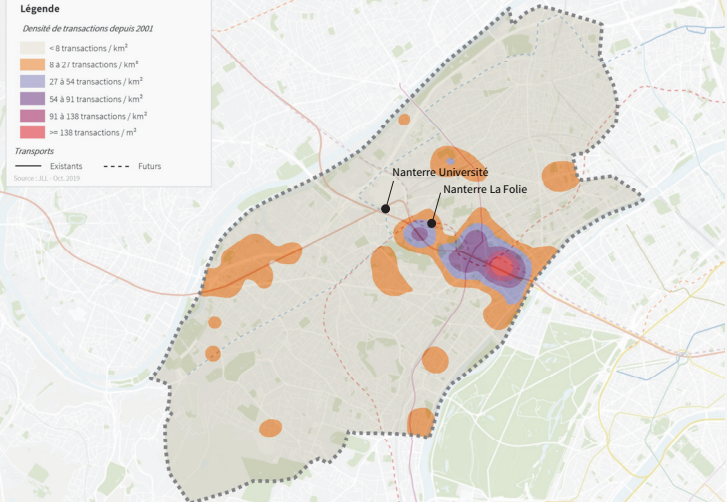 Légende
Densité de transactions depuis 2001
< 8 transactions / km²
8 à 27 transactions / km²
27 à 54 transactions / km²
54 à 91 transactions / km²
91 à 138 transactions / km²
>= 138 transactions / m²
Transports
Existants
Futurs
Source : JLL - Oct. 2019
Nanterre Université
Nanterre La Folie